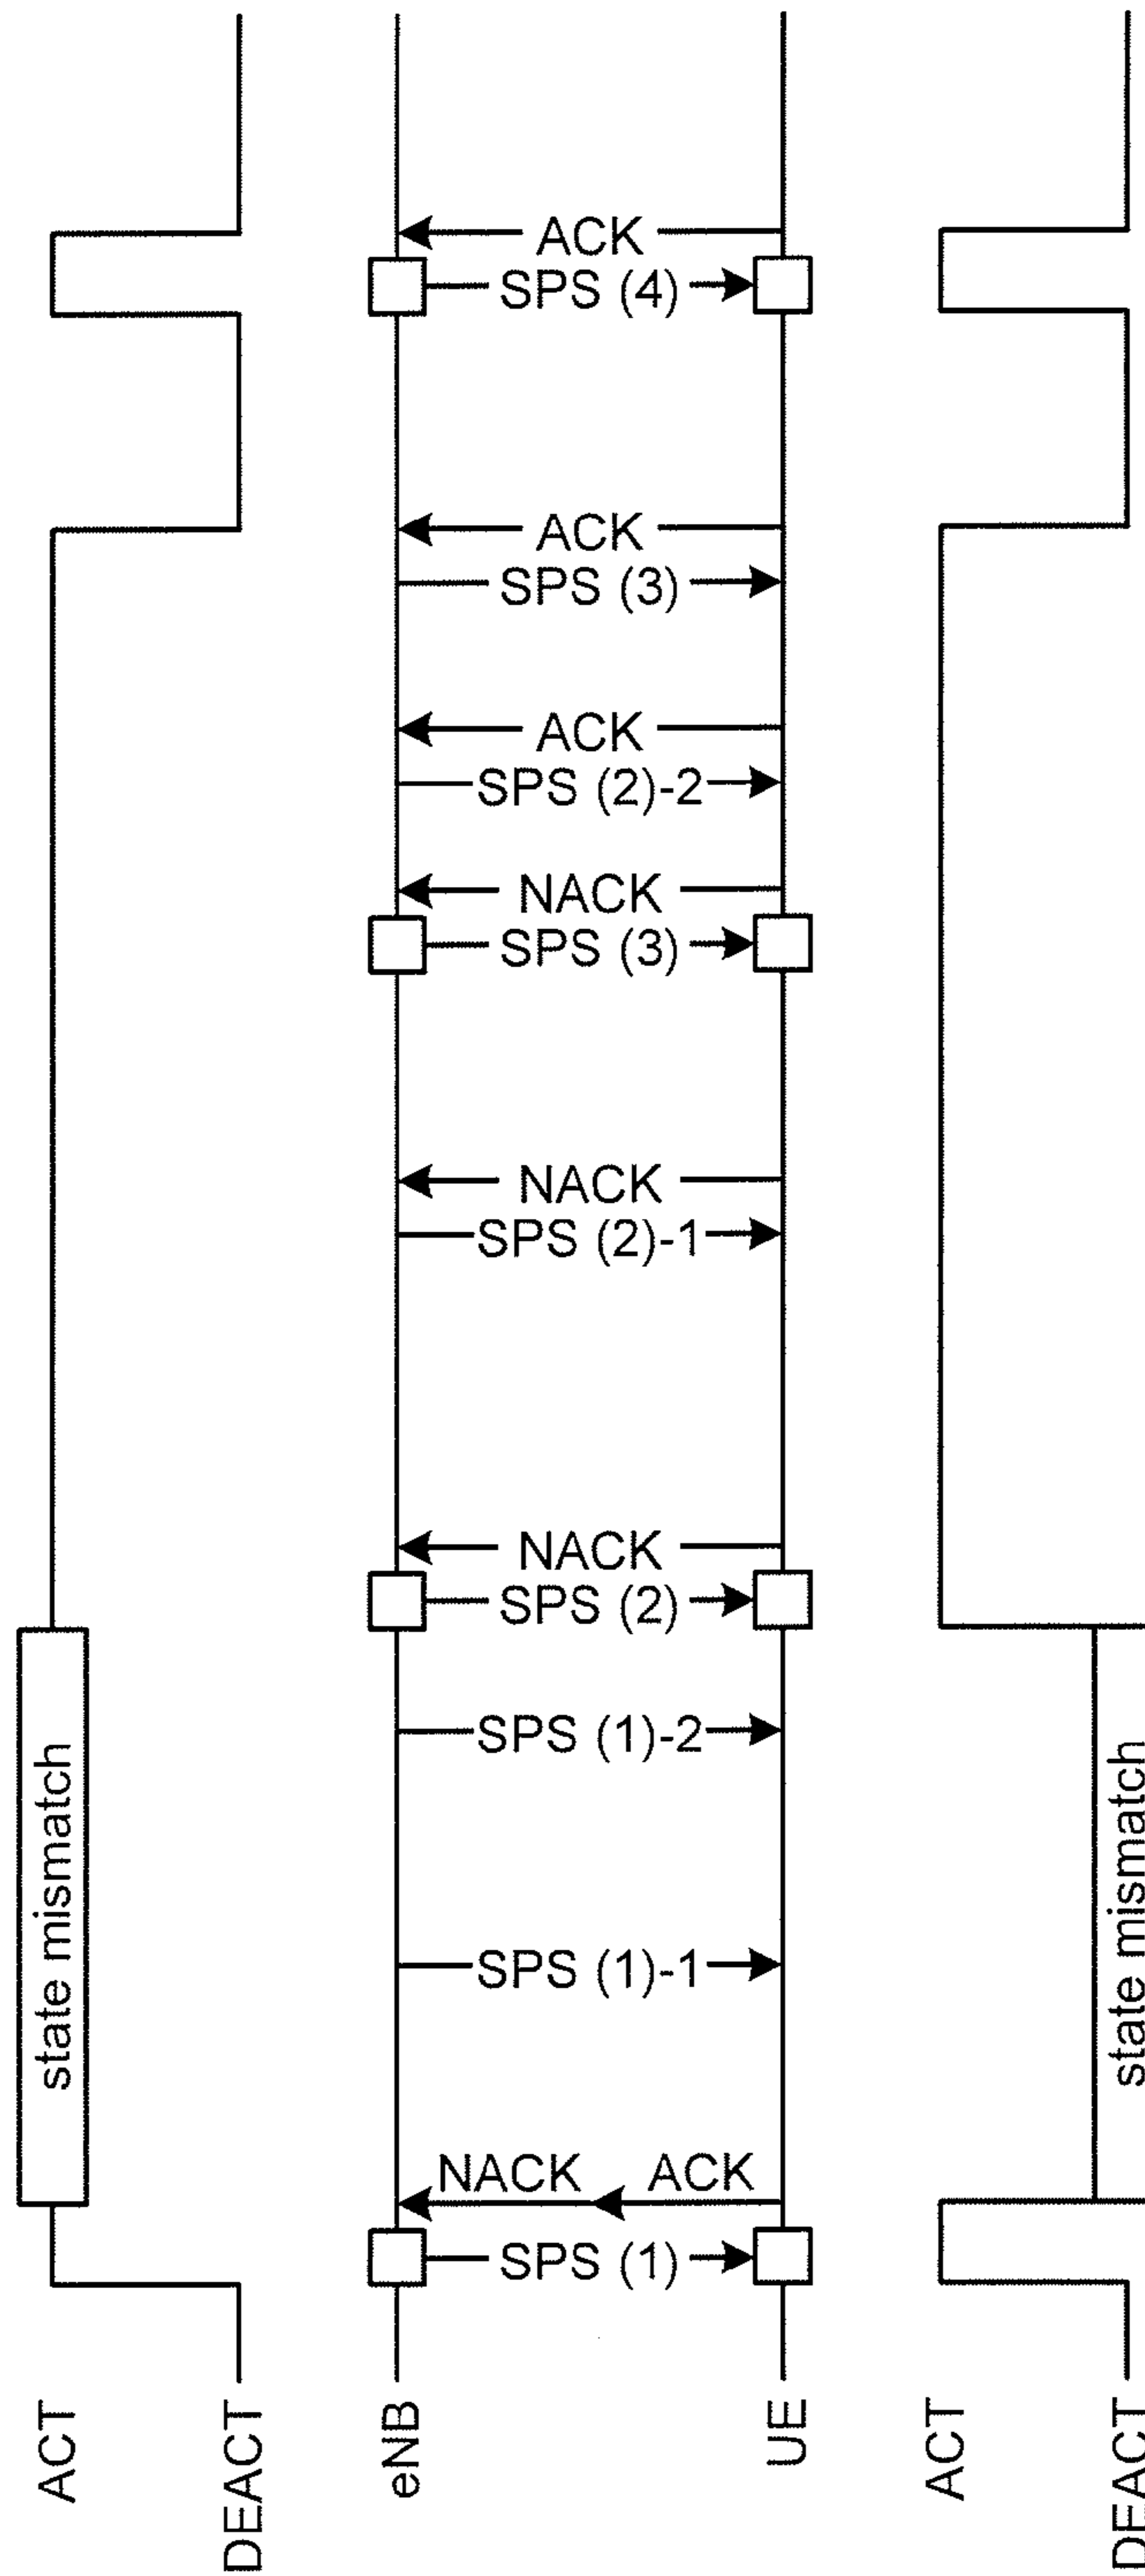 ACK
SPS (4)
ACK
SPS (3)
ACK
SPS (2)-2
NACK
SPS (3)
NACK
SPS (2)-1
NACK
SPS (2)
SPS (1)-2
state mismatch
state mismatch
SPS (1)-1
NACK
ACK
SPS (1)
ACT
DEACT
eNB
UE
ACT
DEACT